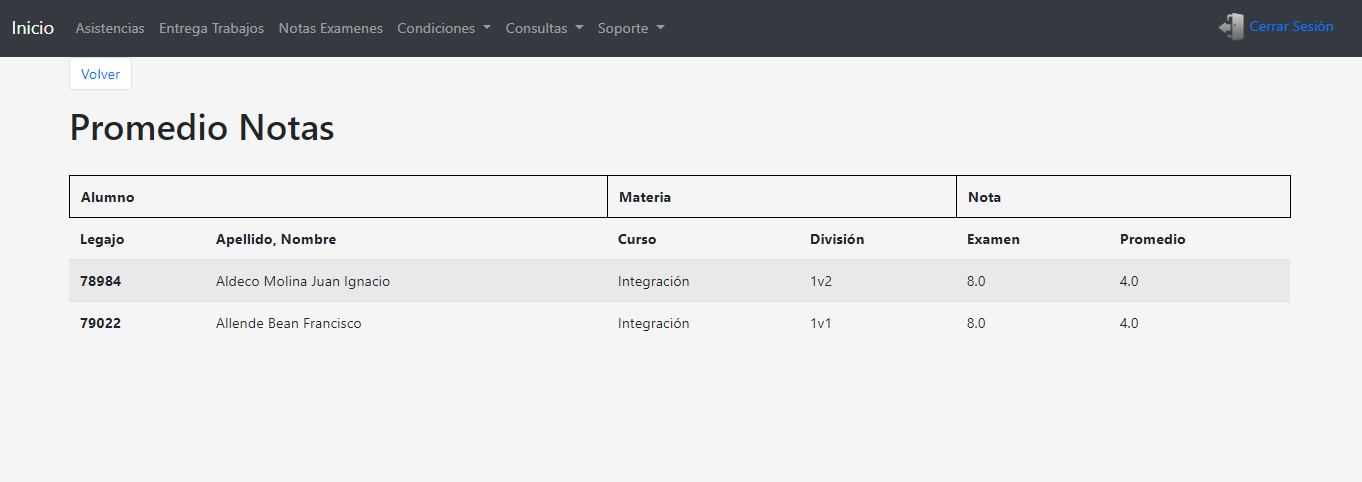 Inicio Asistencias Entrega Trabajos Notas Examenes Condiciones Consultas Soporte Cerrar Sesión
Volver
Promedio Notas
Alumno Materia Nota
Legajo Apellido, Nombre Curso División Examen Promedio
78984 Aldeco Molina Juan Ignacio Integración 1v2 8.0 4.0
79022 Allende Bean Francisco Integración 1v1 8.0 4.0